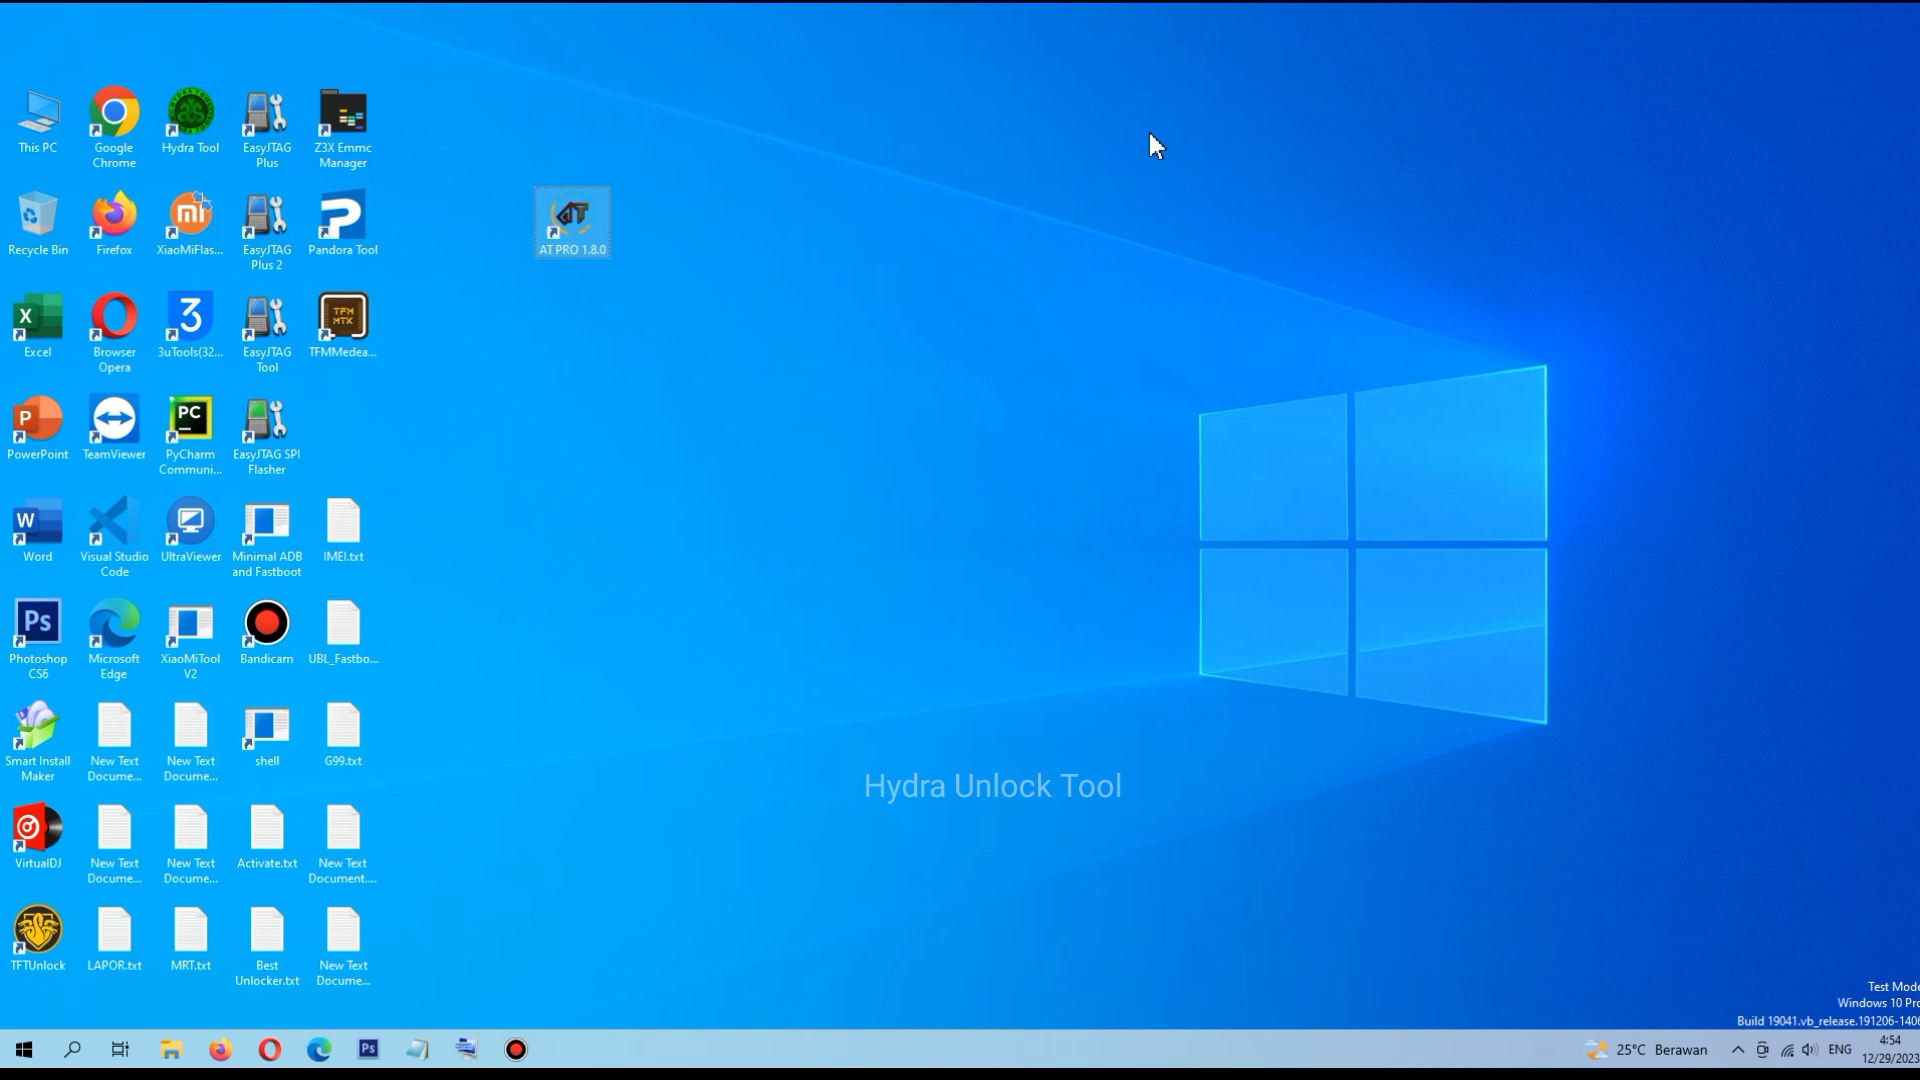 This PC
Google
Chrome
Hydra Tool
EasyJTAG
Plus
Z3X Emmc
Manager
Recycle Bin
Firefox
XiaoMiFlas...
EasyJTAG
Plus 2
Pandora Tool
AT PRO 1.8.0
Excel
Browser
Opera
3uTools(32...
EasyJTAG
Tool
TFMMedea...
PowerPoint
TeamViewer
PyCharm
Communi...
EasyJTAG SPI
Flasher
Word
Visual Studio
Code
UltraViewer
Minimal ADB
and Fastboot
IMEI.txt
Photoshop
CS6
Microsoft
Edge
XiaoMiTool
V2
Bandicam
UBL_Fastbo...
Smart Install
Maker
New Text
Docume...
New Text
Docume...
shell
G99.txt
Hydra Unlock Tool
VirtualDJ
New Text
Docume...
New Text
Docume...
Activate.txt
New Text
Document....
TFTUnlock
LAPOR.txt
MRT.txt
Best
Unlocker.txt
New Text
Docume...
Test Mode
Windows 10 Pro
Build 19041.vb_release.191206-1406
25°C Berawan
ENG
4:54
12/29/2023